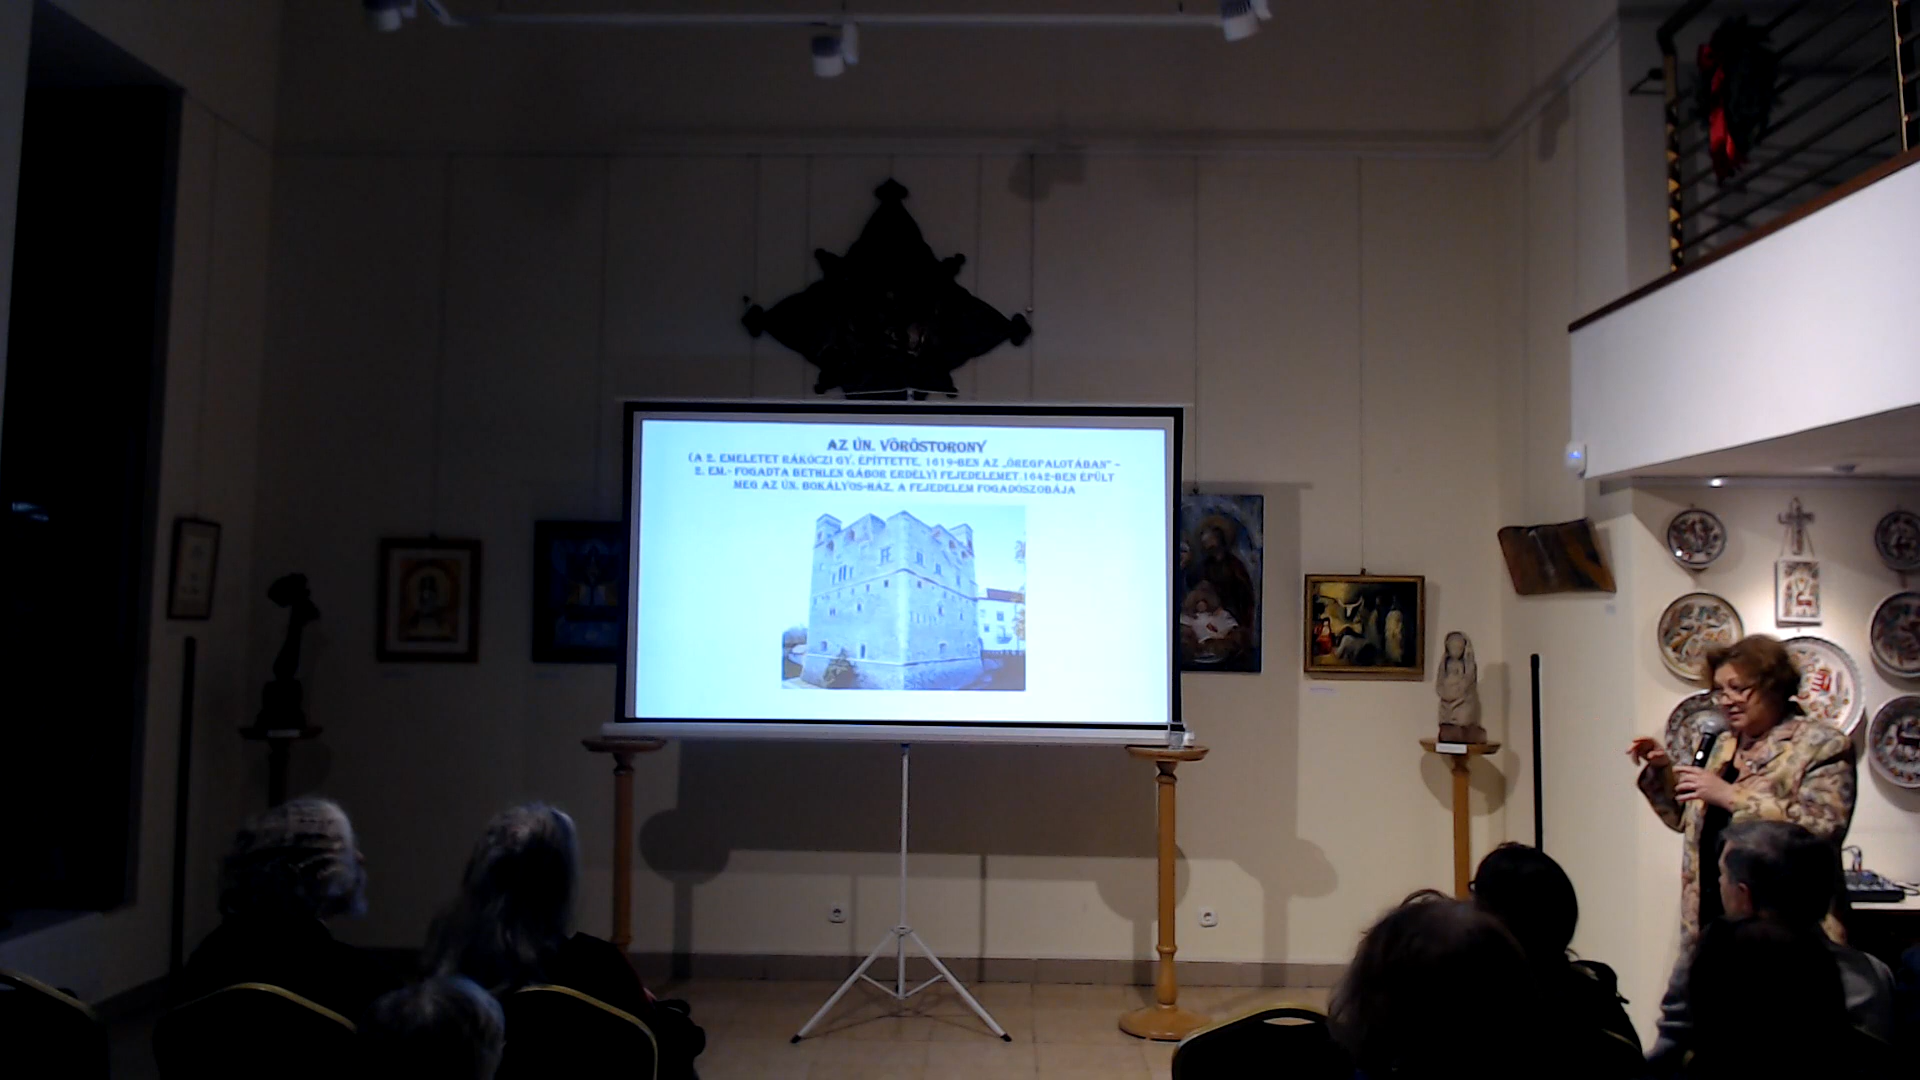 AZ ÚN. VÖRÖSTORONY
(A 2. EMELETET RÁKÓCZI GY. ÉPÍTTETTE, 1619-BEN AZ „ÖREGPALOTÁBAN” –
2. EM.- FOGADTA BETHLEN GÁBOR ERDÉLYI FEJEDELEMET 1642-BEN ÉPÜLT
MEG AZ ÚN. BOKÁLYOS-HÁZ, A FEJEDELEM FOGADÓSZOBÁJA